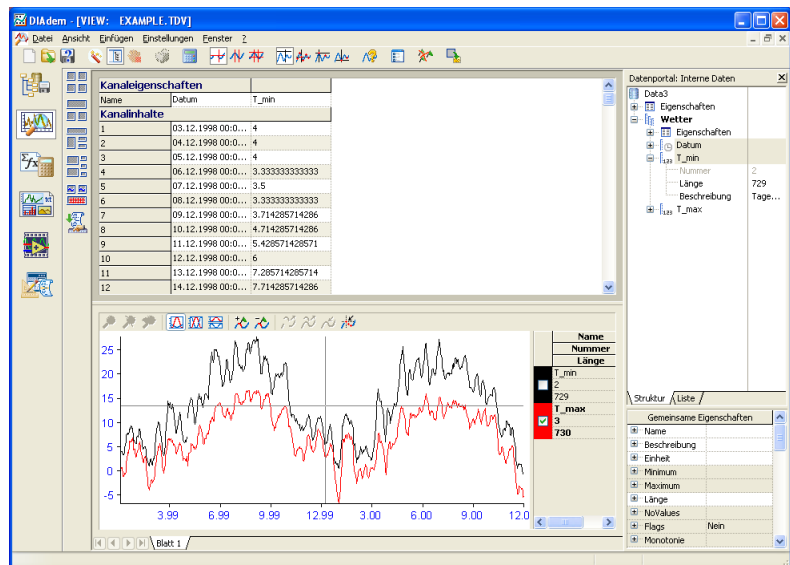 DIAdem - [VIEW: EXAMPLE.TDV]
Datei Ansicht Einfügen Einstellungen Fenster ?
Kanaleigenschaften
Name Datum T_min
Kanalinhalte
1 03.12.1998 00:0... 4
2 04.12.1998 00:0... 4
3 05.12.1998 00:0... 4
4 06.12.1998 00:0... 3.333333333333
5 07.12.1998 00:0... 3.5
6 08.12.1998 00:0... 3.333333333333
7 09.12.1998 00:0... 3.714285714286
8 10.12.1998 00:0... 4.714285714286
9 11.12.1998 00:0... 5.428571428571
10 12.12.1998 00:0... 6
11 13.12.1998 00:0... 7.285714285714
12 14.12.1998 00:0... 7.714285714286
25
20
15
10
5
0
-5
3.99 6.99 9.99 12.99 3.00 6.00 9.00 12.0
Name
Nummer
Länge
T_min
2
729
T_max
3
730
Blatt 1
Datenportal: Interne Daten
Data3
Eigenschaften
Wetter
Eigenschaften
Datum
T_min
Nummer 2
Länge 729
Beschreibung Tage...
T_max
Struktur Liste
Gemeinsame Eigenschaften
Name
Beschreibung
Einheit
Minimum
Maximum
Länge
NoValues
Flags Nein
Monotonie